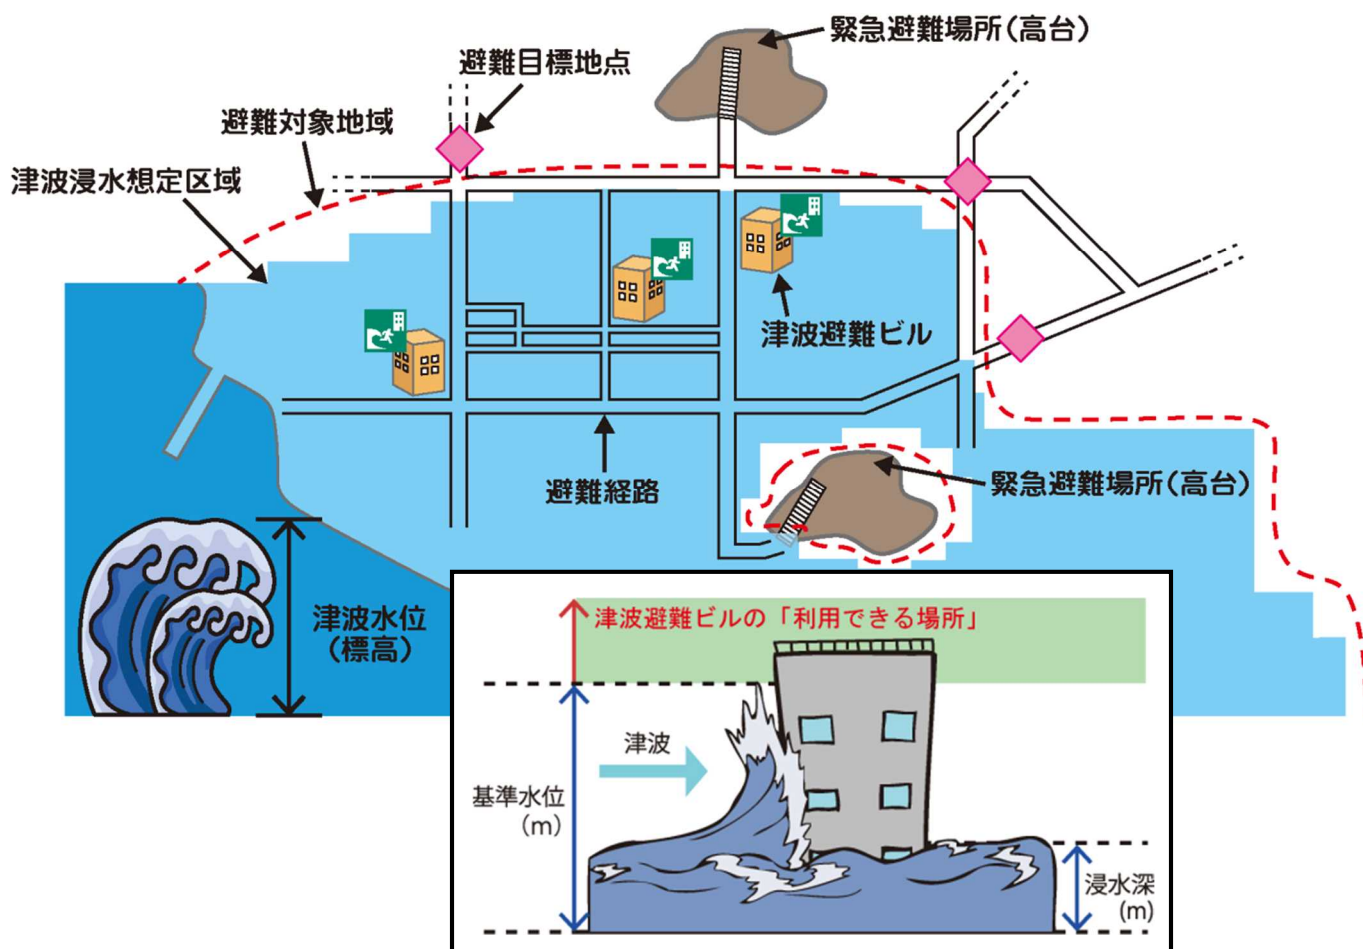 緊急避難場所(高台)
避難目標地点
避難対象地域
津波浸水想定区域
津波避難ビル
避難経路
緊急避難場所(高台)
津波水位
(標高)
津波避難ビルの「利用できる場所」
津波
基準水位
(m)
浸水深
(m)